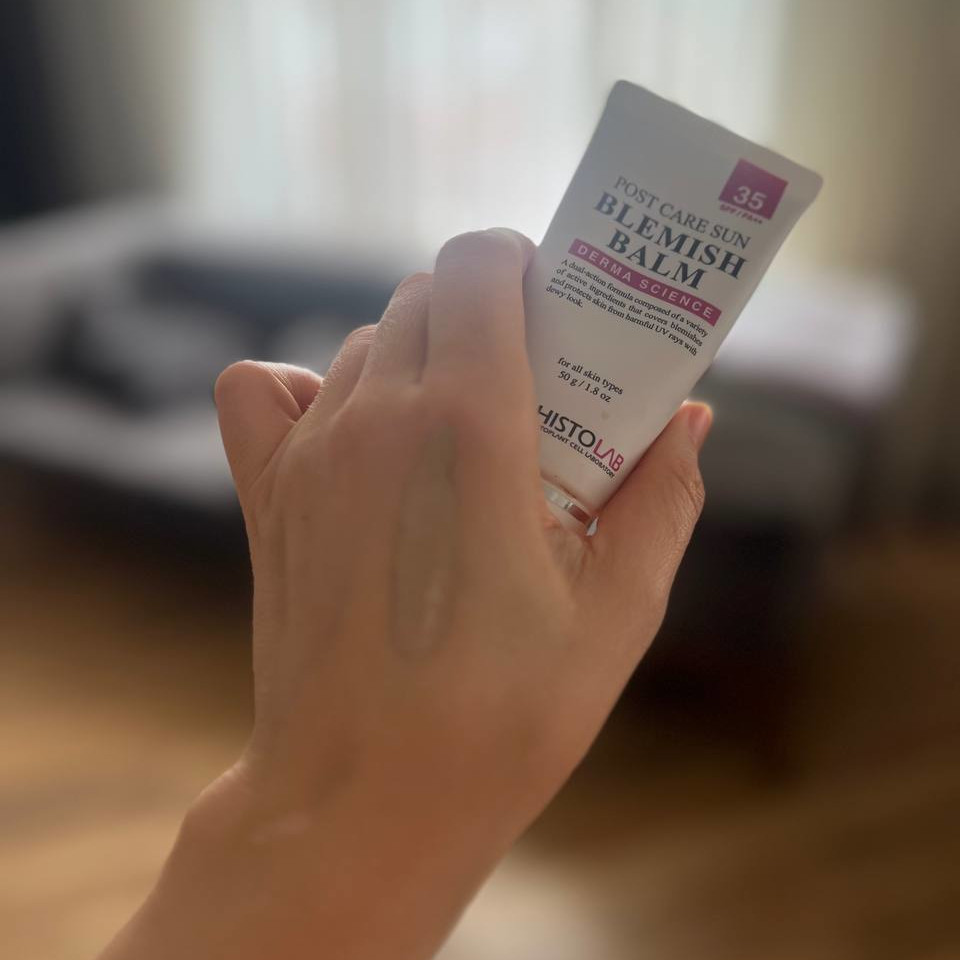 35
SPF / PA++
POST CARE SUN
BLEMISH
BALM
DERMA SCIENCE
A dual-action formula composed of a variety
of active ingredients that covers blemishes
and protects skin from harmful UV rays with
dewy look.
for all skin types
50 g / 1.8 oz
HISTOLAB
CELL LABORATORY